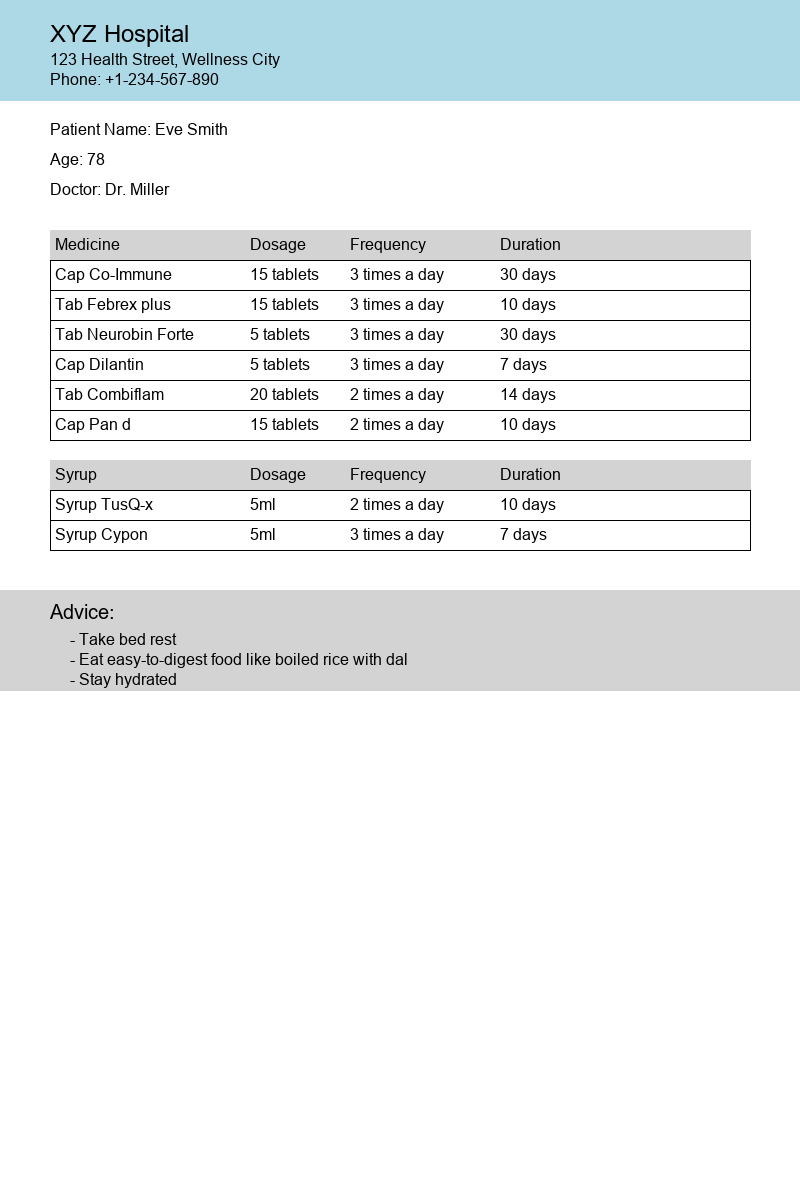 XYZ Hospital
123 Health Street, Wellness City
Phone: +1-234-567-890
Patient Name: Eve Smith
Age: 78
Doctor: Dr. Miller
Medicine Dosage Frequency Duration
Cap Co-Immune 15 tablets 3 times a day 30 days
Tab Febrex plus 15 tablets 3 times a day 10 days
Tab Neurobin Forte 5 tablets 3 times a day 30 days
Cap Dilantin 5 tablets 3 times a day 7 days
Tab Combiflam 20 tablets 2 times a day 14 days
Cap Pan d 15 tablets 2 times a day 10 days
Syrup Dosage Frequency Duration
Syrup TusQ-x 5ml 2 times a day 10 days
Syrup Cypon 5ml 3 times a day 7 days
Advice:
- Take bed rest
- Eat easy-to-digest food like boiled rice with dal
- Stay hydrated